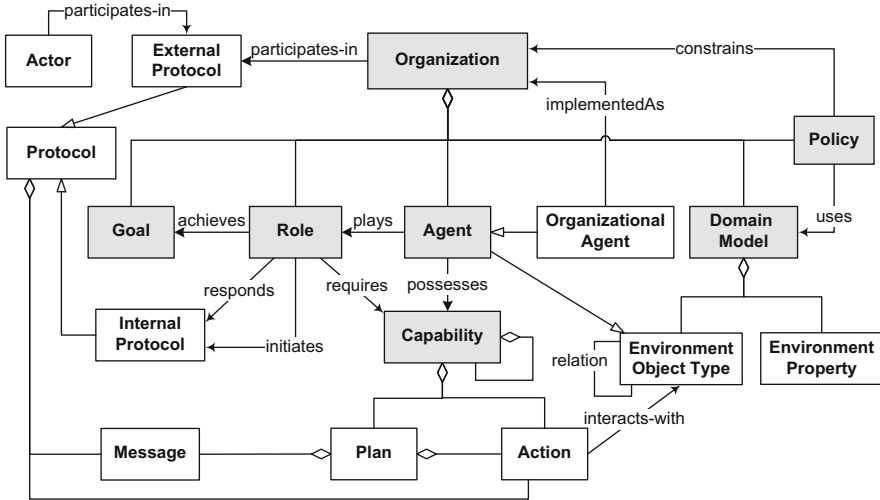 participates-in
Actor
External
Protocol
participates-in
Organization
constrains
implementedAs
Protocol
Policy
Goal
achieves
Role
plays
Agent
Organizational
Agent
Domain
Model
uses
responds
requires
possesses
Internal
Protocol
initiates
Capability
relation
Environment
Object Type
Environment
Property
interacts-with
Message
Plan
Action